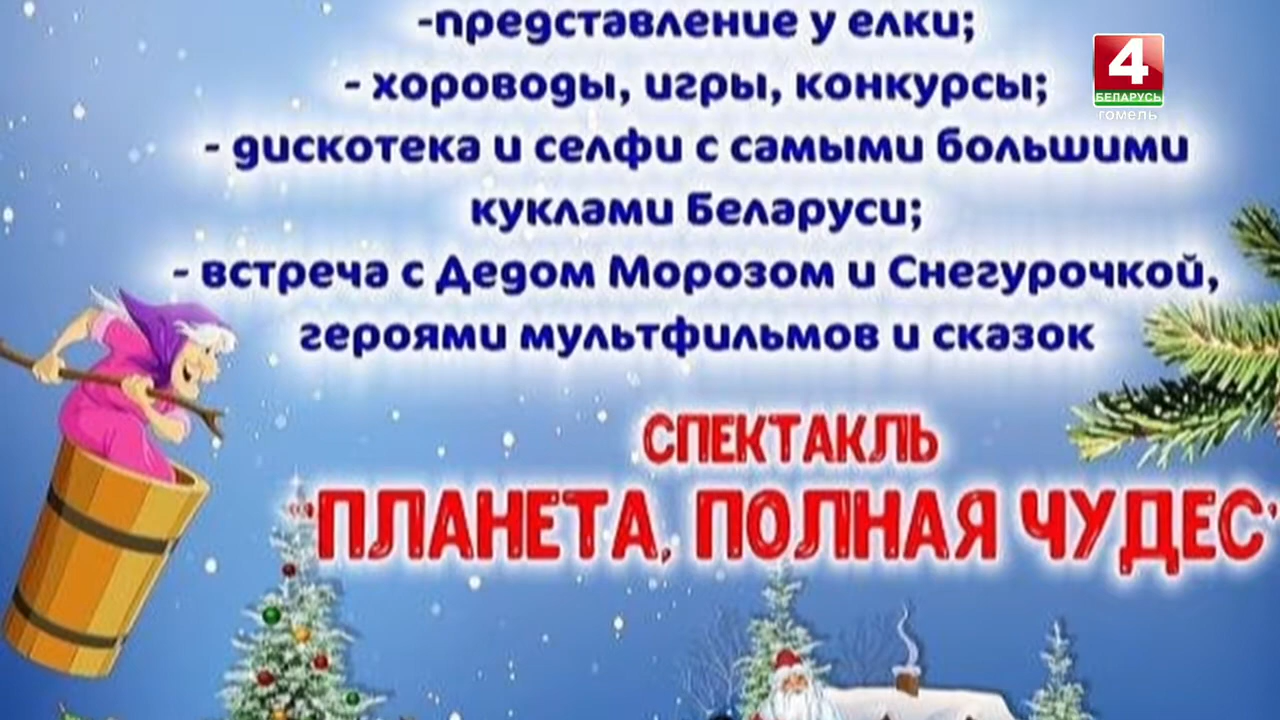 -представление у елки;
- хороводы, игры, конкурсы;
- дискотека и селфи с самыми большими
куклами Беларуси;
- встреча с Дедом Морозом и Снегурочкой,
героями мультфильмов и сказок
СПЕКТАКЛЬ
"ПЛАНЕТА, ПОЛНАЯ ЧУДЕС"
4
БЕЛАРУСЬ
гомель